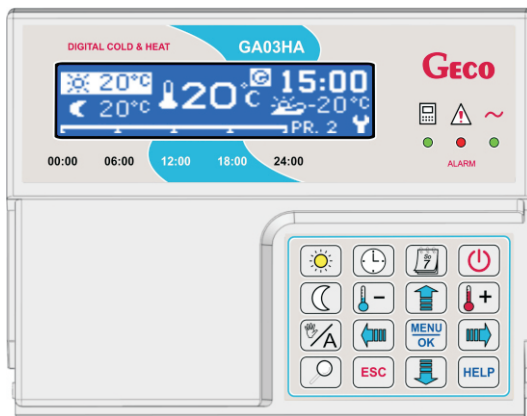 DIGITAL COLD & HEAT GA03HA
GECO
20°C 20°C G 15:00
20°C -20°C
PR. 2
00:00 06:00 12:00 18:00 24:00
ALARM
7
- +
A MENU OK
ESC HELP